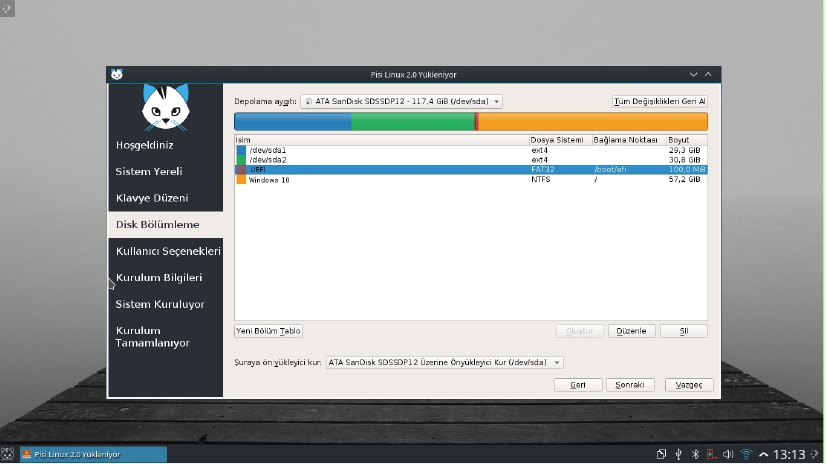 Pisi Linux 2.0 Yükleniyor
Depolama aygıtı: ATA SanDisk SDSSDP12 - 117,4 GiB (/dev/sda) Tüm Değişiklikleri Geri Al
Hoşgeldiniz
Sistem Yereli
Klavye Düzeni
Disk Bölümleme
Kullanıcı Seçenekleri
Kurulum Bilgileri
Sistem Kuruluyor
Kurulum
Tamamlanıyor
İsim Dosya Sistemi Bağlama Noktası Boyut
/dev/sda1 ext4 29,3 GiB
/dev/sda2 ext4 30,8 GiB
UEFI FAT32 /boot/efi 100,0 MiB
Windows 10 NTFS / 57,2 GiB
Yeni Bölüm Tablo Oluştur Düzenle Sil
Şuraya ön yükleyici kur: ATA SanDisk SDSSDP12 Üzerine Önyükleyici Kur (/dev/sda)
Geri Sonraki Vazgeç
Pisi Linux 2.0 Yükleniyor 13:13